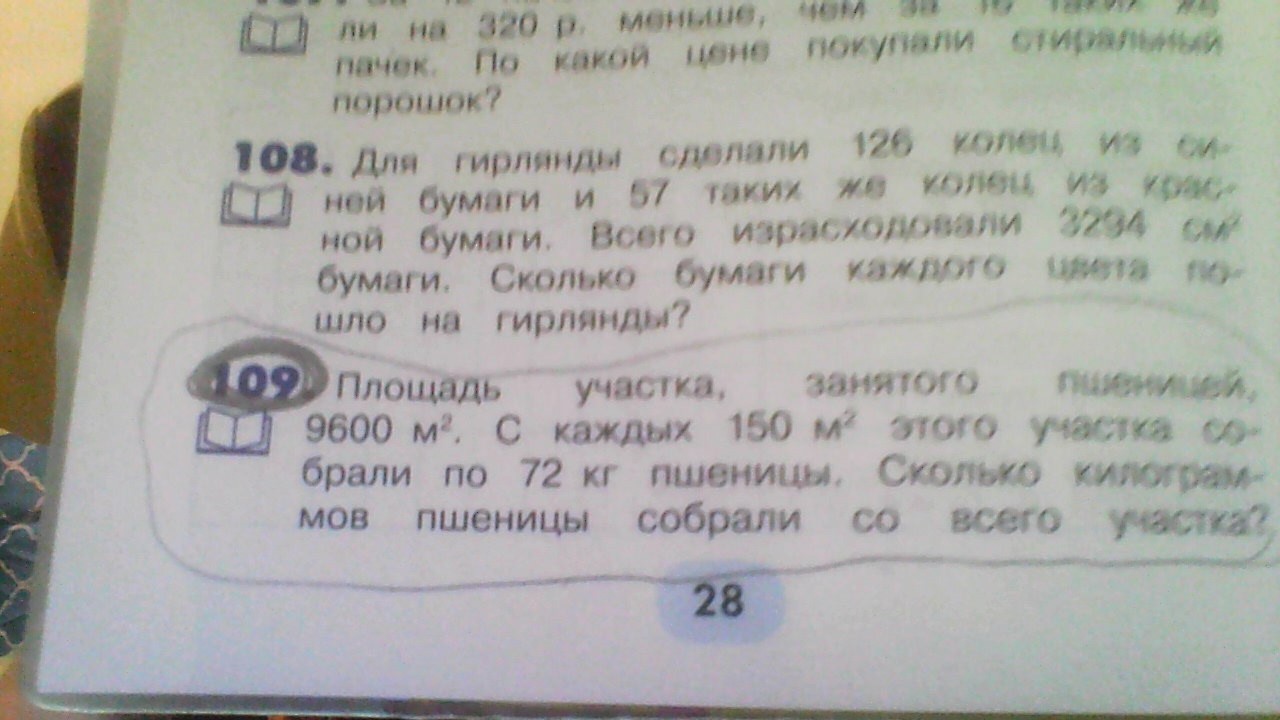 ли на 320 р. меньше, чем за
пачек. По какой цене покупали стиральный
порошок?
108. Для гирлянды сделали 126 колец из си-
ней бумаги и 57 таких же колец из крас-
ной бумаги. Всего израсходовали 3294 см²
бумаги. Сколько бумаги каждого цвета по-
шло на гирлянды?
109. Площадь участка, занятого пшеницей,
9600 м². С каждых 150 м² этого участка со-
брали по 72 кг пшеницы. Сколько килограм-
мов пшеницы собрали со всего участка?
28